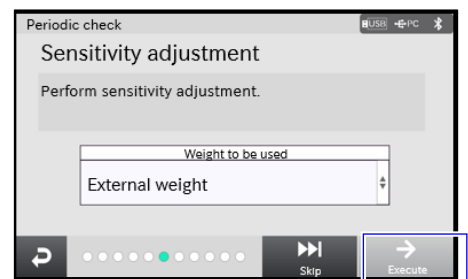 Periodic check
USB PC
Sensitivity adjustment
Perform sensitivity adjustment.
Weight to be used
External weight
Skip
Execute